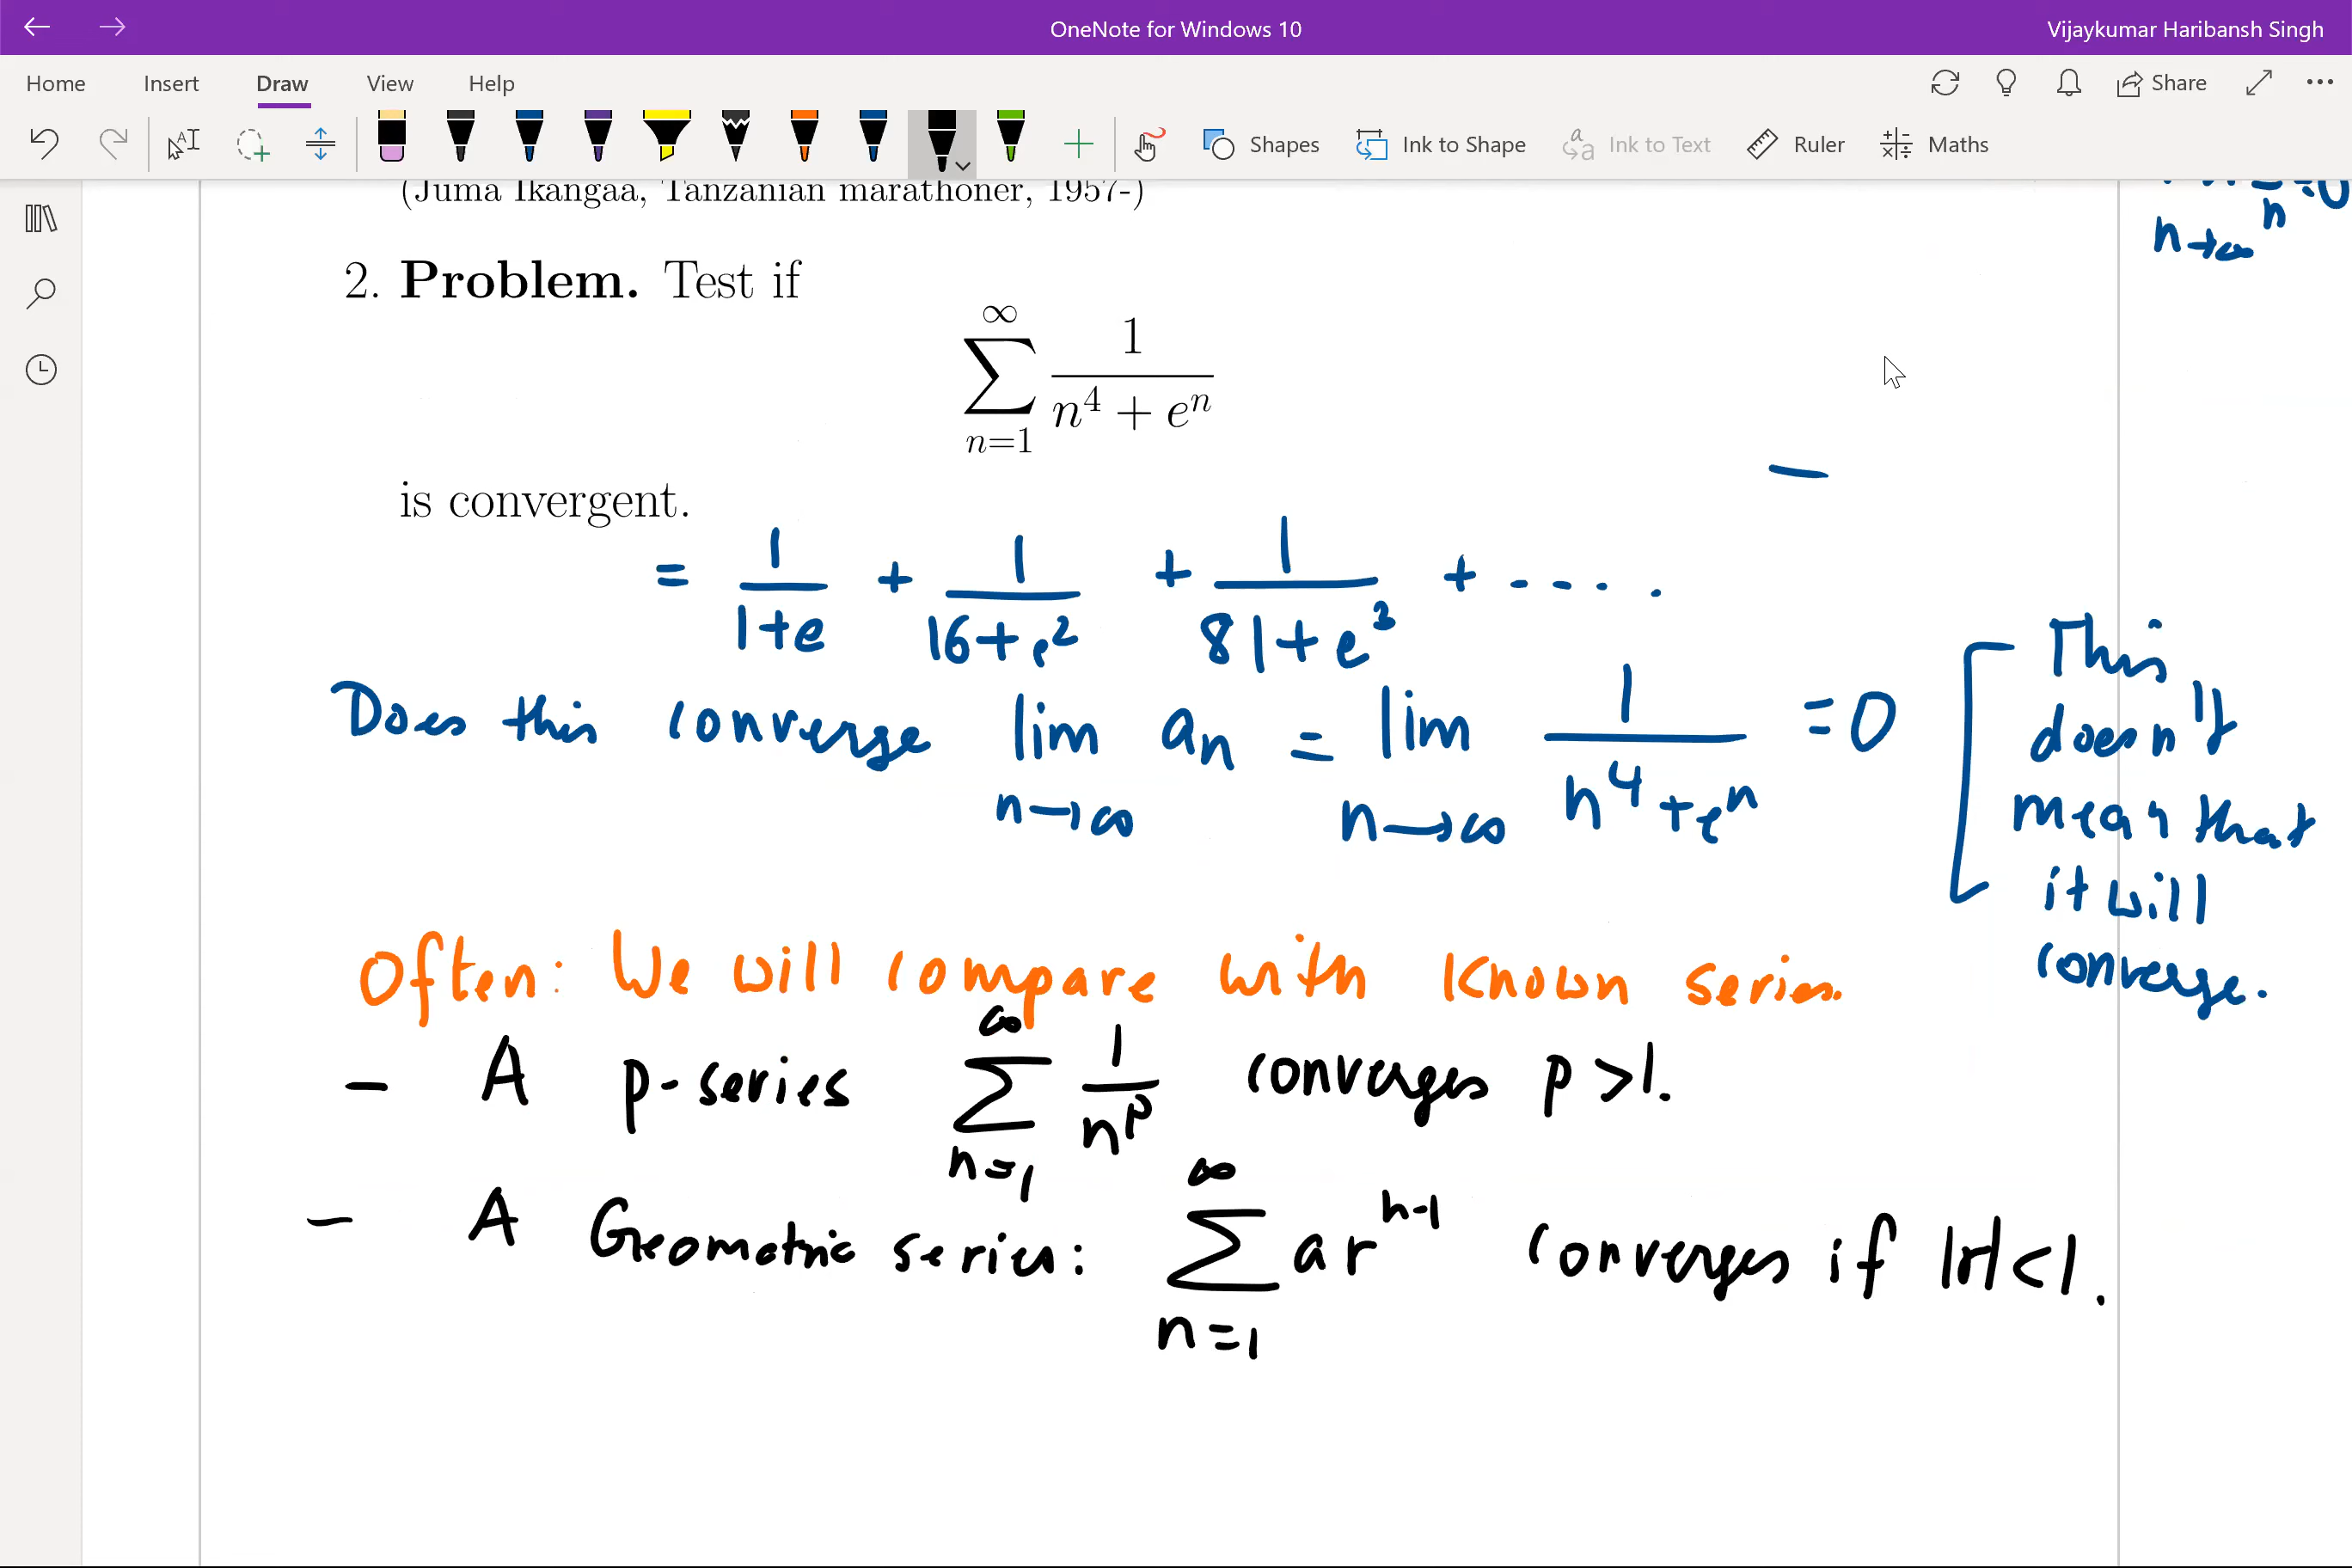 OneNote for Windows 10
Vijaykumar Haribansh Singh
Home Insert Draw View Help
Share
Shapes Ink to Shape Ink to Text Ruler Maths
(Juma Ikangaa, Tanzanian marathoner, 1957-)
n = 0
n→∞
2. Problem. Test if
∑_{n=1}^{∞} 1/(n^4 + e^n)
is convergent.
= 1/(1+e) + 1/(16+e^2) + 1/(81+e^3) + - - - .
Does this converge lim_{n→∞} a_n = lim_{n→∞} 1/(n^4+e^n) = 0
This
doesn't
mean that
it will
converge.
Often: We will compare with known series.
- A p-series ∑_{n=1}^{∞} 1/n^p converges p >1.
- A Geometric series: ∑_{n=1}^{∞} ar^{n-1} converges if |r|<1.